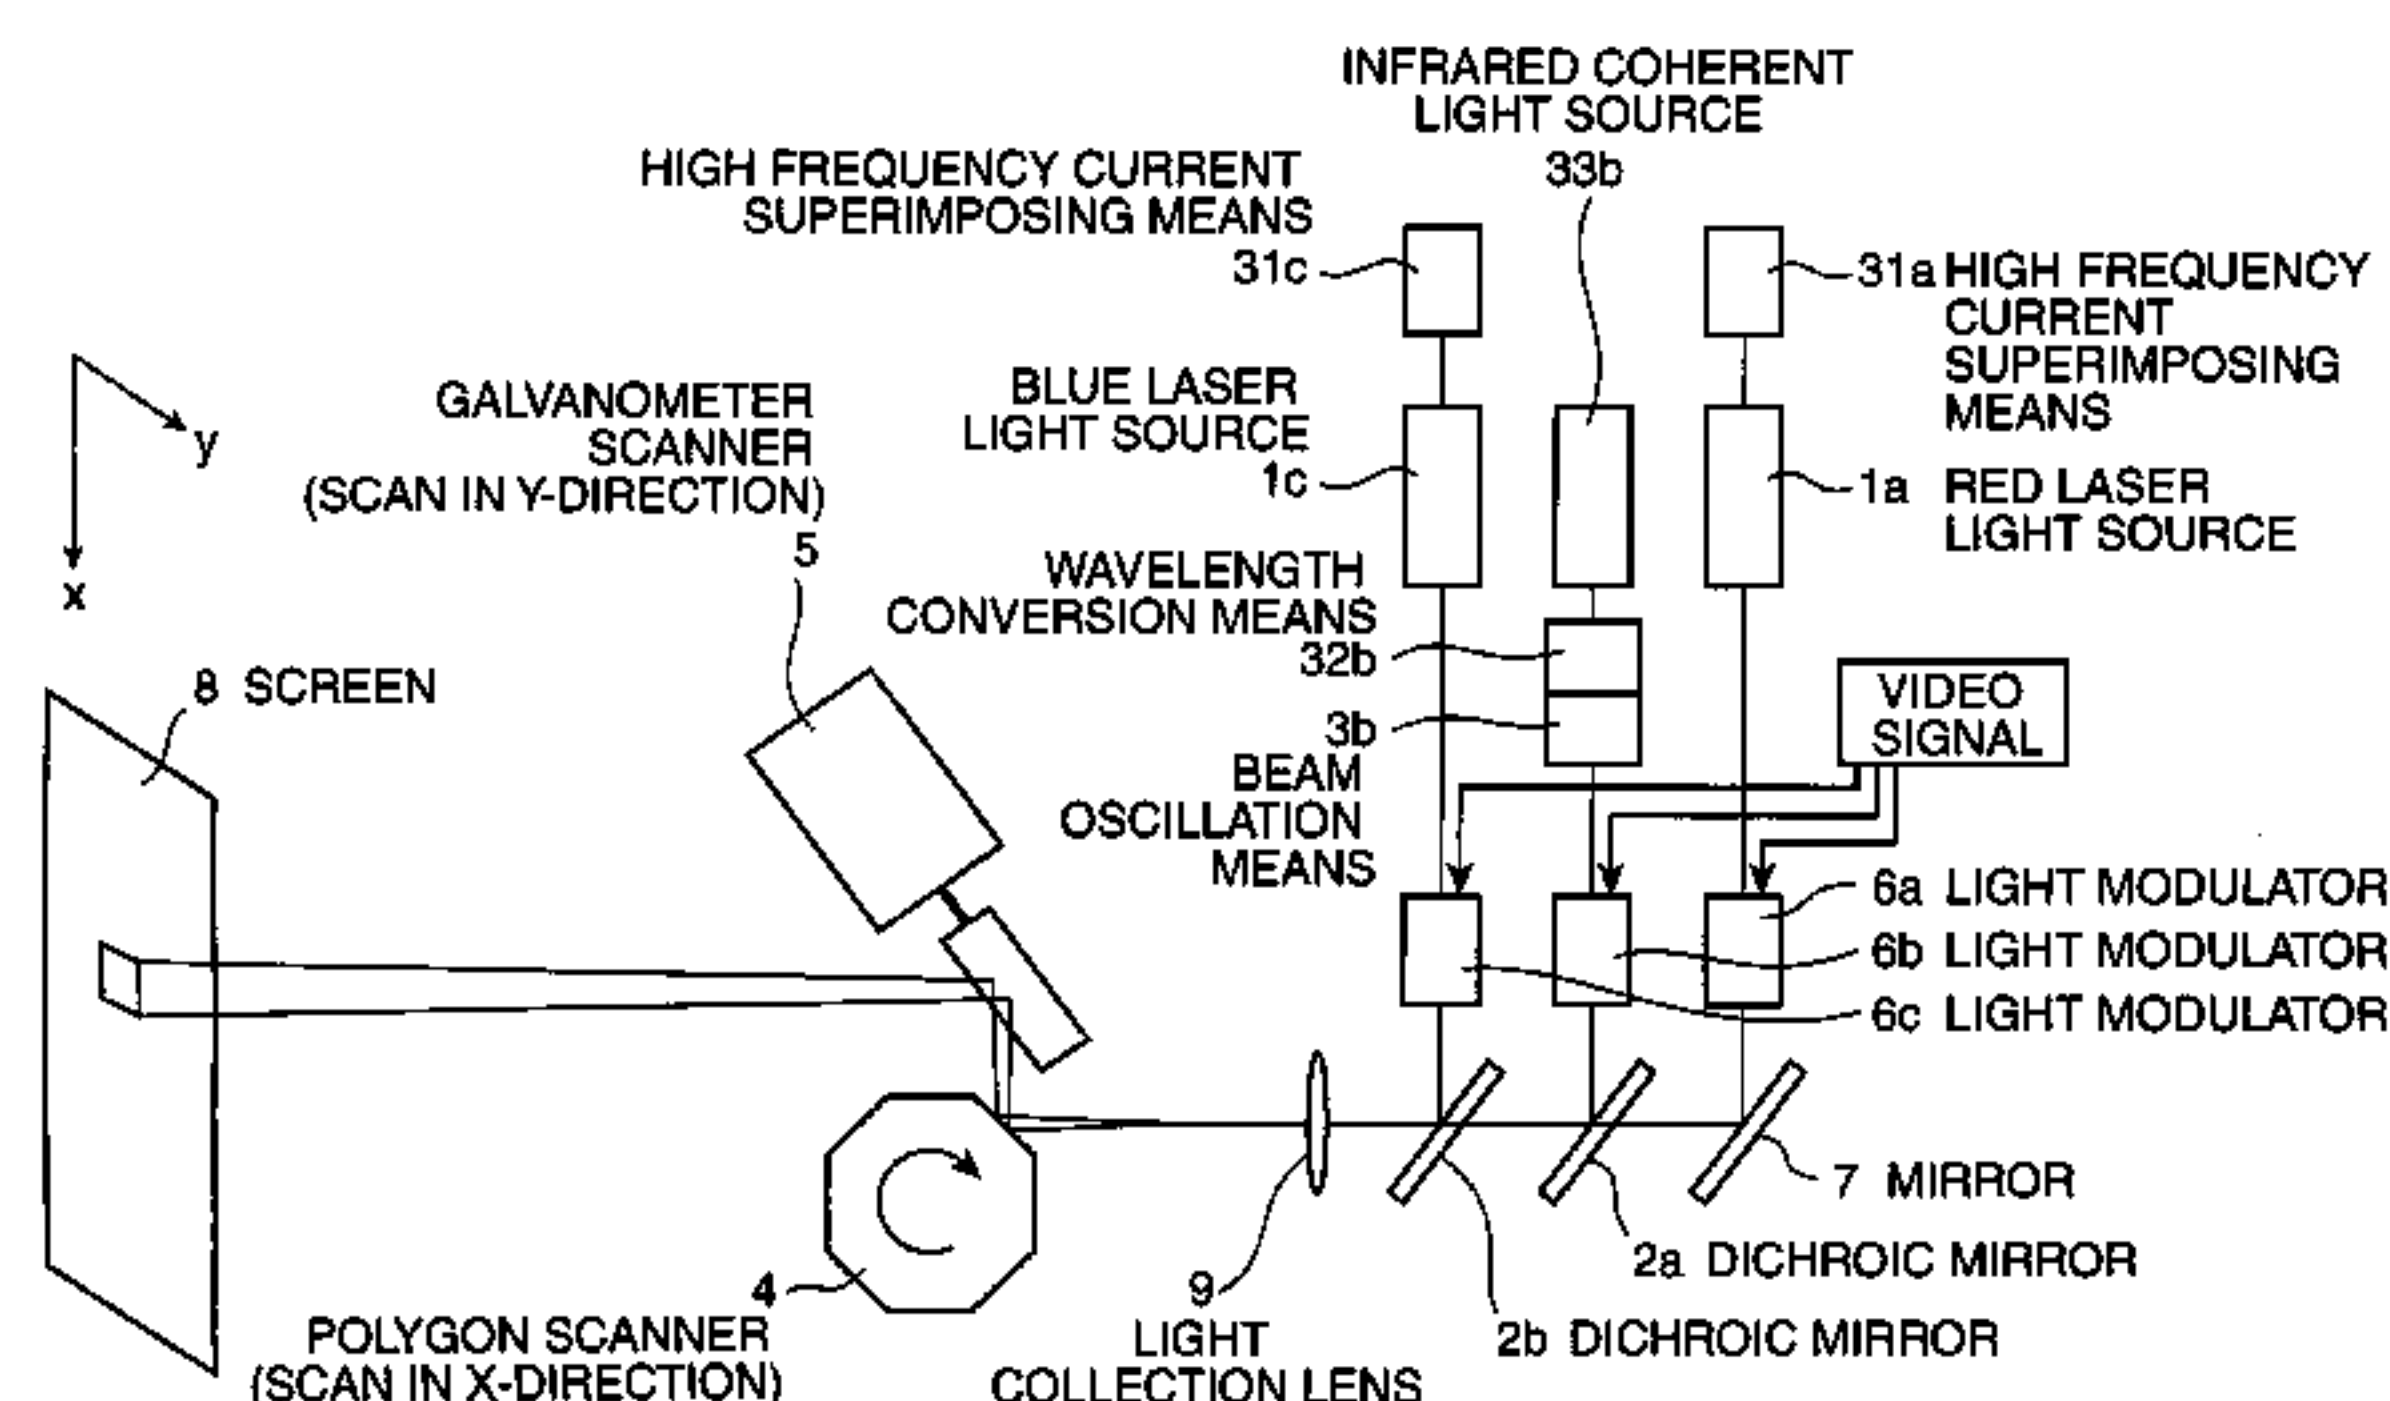 INFRARED COHERENT
LIGHT SOURCE
33b
HIGH FREQUENCY CURRENT
SUPERIMPOSING MEANS
31c
31a HIGH FREQUENCY
CURRENT
SUPERIMPOSING
MEANS
BLUE LASER
LIGHT SOURCE
1c
1a RED LASER
LIGHT SOURCE
y
x
GALVANOMETER
SCANNER
(SCAN IN Y-DIRECTION)
5
WAVELENGTH
CONVERSION MEANS
32b
3b
BEAM
OSCILLATION
MEANS
VIDEO
SIGNAL
8 SCREEN
6a LIGHT MODULATOR
6b LIGHT MODULATOR
6c LIGHT MODULATOR
7 MIRROR
2a DICHROIC MIRROR
2b DICHROIC MIRROR
9
LIGHT
COLLECTION LENS
4
POLYGON SCANNER
(SCAN IN X-DIRECTION)